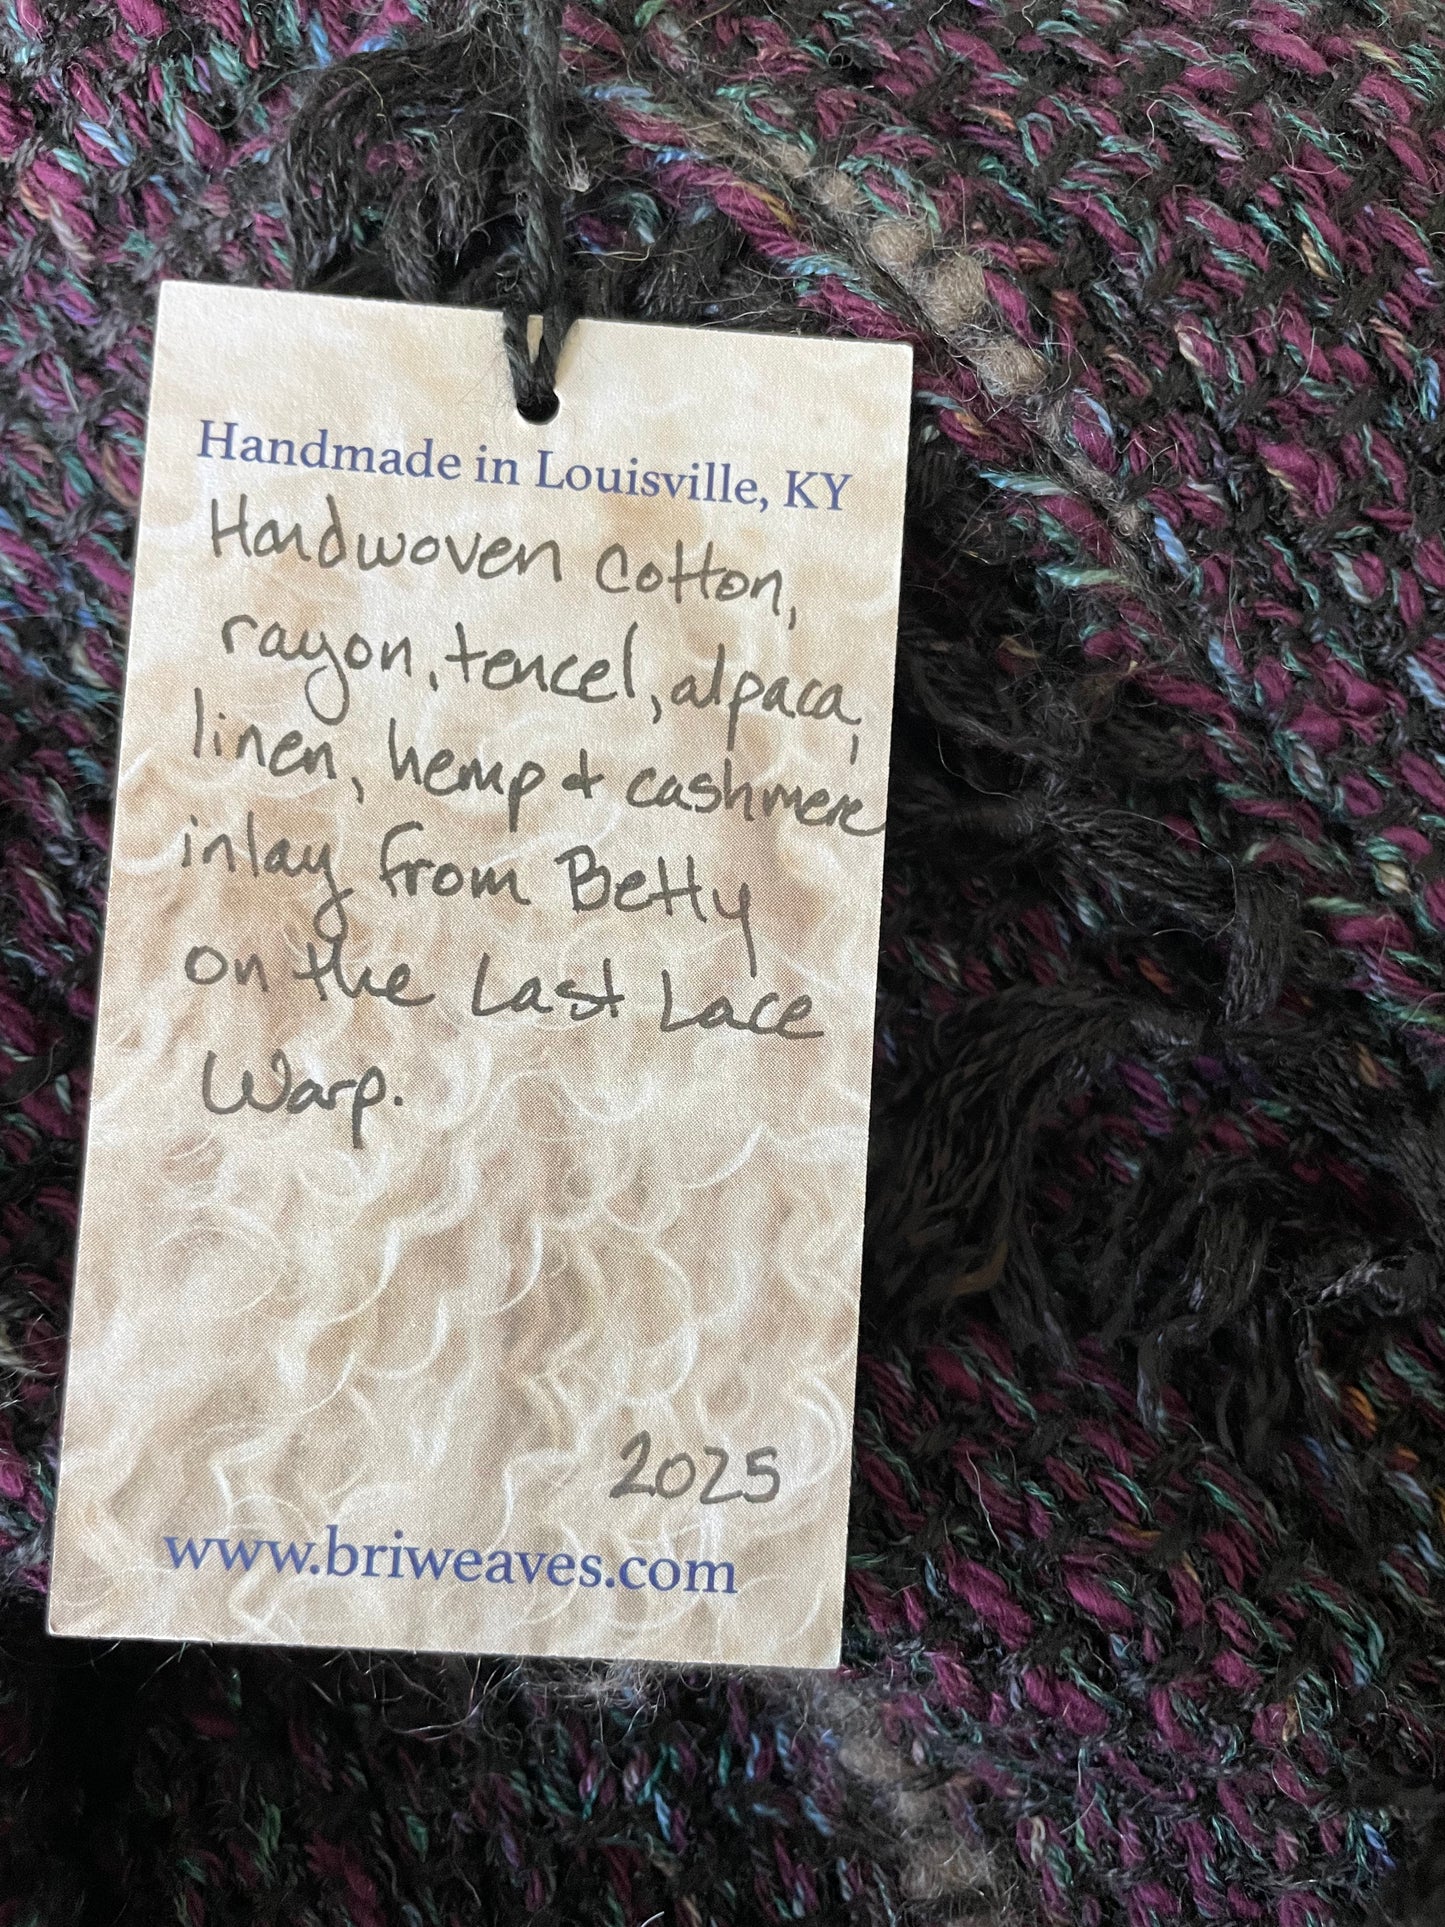 Handmade in Louisville, KY
Handwoven cotton,
rayon, tencel, alpaca,
linen, hemp & cashmere
inlay from Betty
on the Last Lace
Warp.
2025
www.briweaves.com